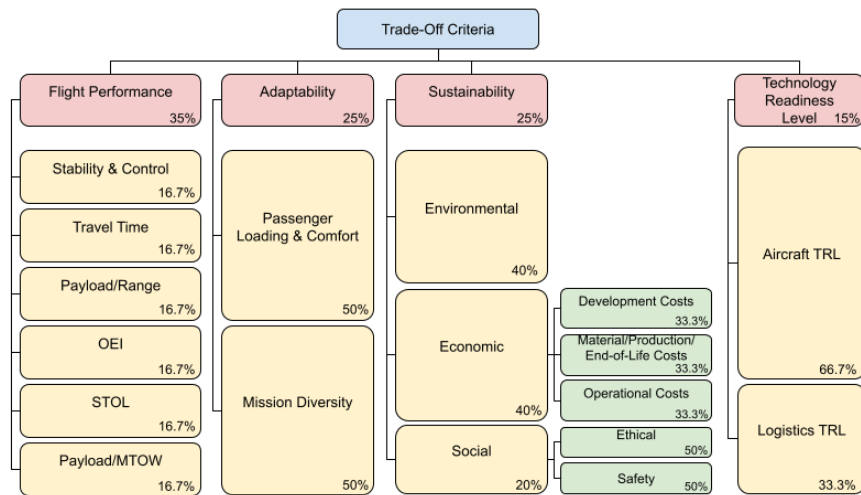 Trade-Off Criteria
Flight Performance
35%
Adaptability
25%
Sustainability
25%
Technology
Readiness
Level 15%
Stability & Control
16.7%
Travel Time
16.7%
Payload/Range
16.7%
OEI
16.7%
STOL
16.7%
Payload/MTOW
16.7%
Passenger
Loading & Comfort
50%
Mission Diversity
50%
Environmental
40%
Economic
40%
Social
20%
Development Costs
33.3%
Material/Production/
End-of-Life Costs
33.3%
Operational Costs
33.3%
Ethical
50%
Safety
50%
Aircraft TRL
66.7%
Logistics TRL
33.3%